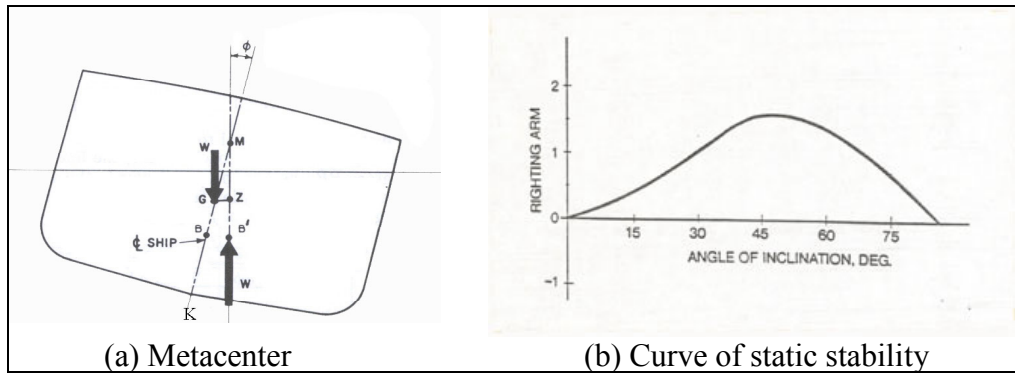 ϕ
M
W
G
Z
B
B'
℄ SHIP
W
K
(a) Metacenter
RIGHTING ARM
2
1
0
-1
15 30 45 60 75
ANGLE OF INCLINATION, DEG.
(b) Curve of static stability